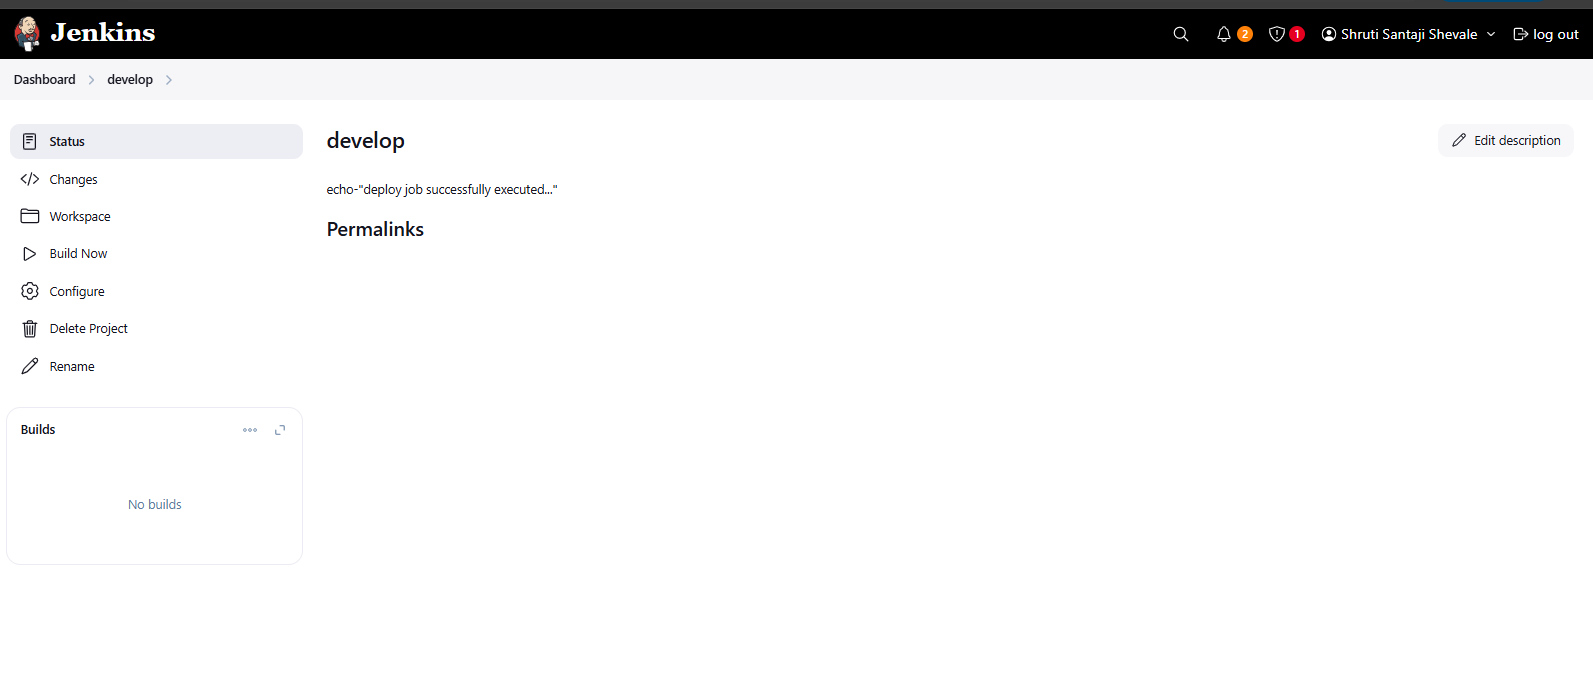 Jenkins
2
1
Shruti Santaji Shevale
log out
Dashboard
develop
Status
Changes
Workspace
Build Now
Configure
Delete Project
Rename
Builds
No builds
develop
Edit description
echo-"deploy job successfully executed..."
Permalinks